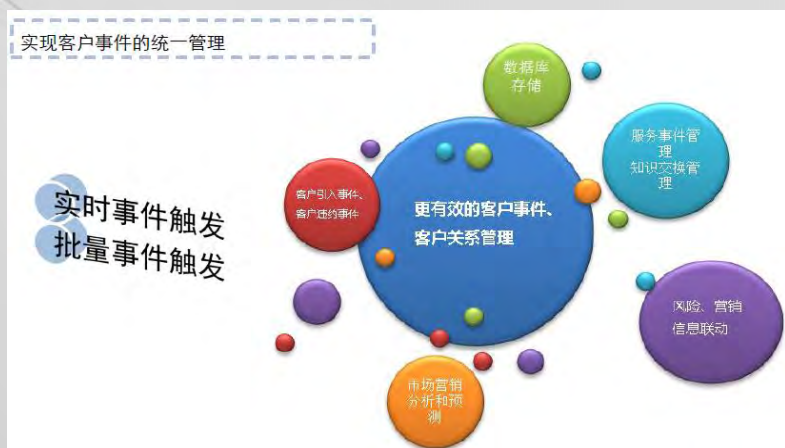 实现客户事件的统一管理
数据库
存储
服务事件管
理
知识交换管
理
客户引入事件、
客户违约事件
更有效的客户事件、
客户关系管理
实时事件触发
批量事件触发
风险、营销
信息联动
市场营销
分析和预
测